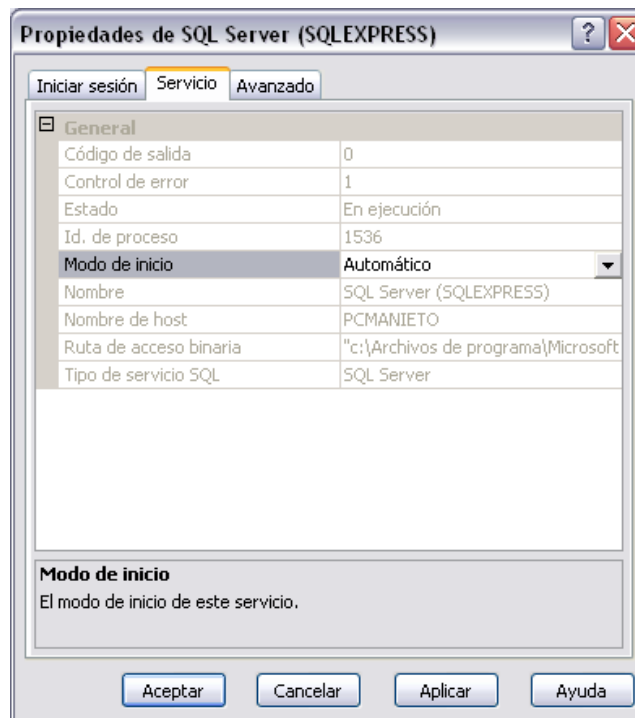 Propiedades de SQL Server (SQLEXPRESS)
Iniciar sesión Servicio Avanzado
General
Código de salida 0
Control de error 1
Estado En ejecución
Id. de proceso 1536
Modo de inicio Automático
Nombre SQL Server (SQLEXPRESS)
Nombre de host PCMANIETO
Ruta de acceso binaria "c:\Archivos de programa\Microsoft
Tipo de servicio SQL SQL Server
Modo de inicio
El modo de inicio de este servicio.
Aceptar Cancelar Aplicar Ayuda